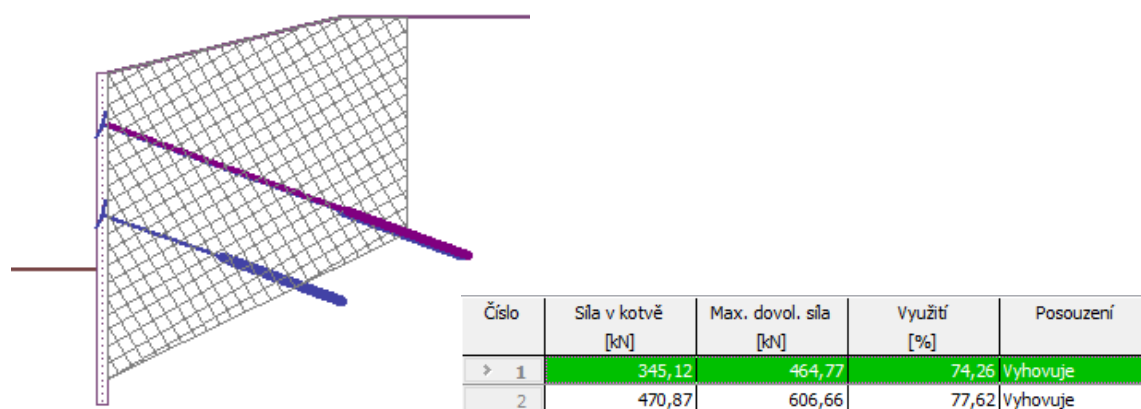 Číslo Síla v kotvě Max. dovol. síla Využití Posouzení
[kN] [kN] [%]
> 1 345,12 464,77 74,26 Vyhovuje
2 470,87 606,66 77,62 Vyhovuje